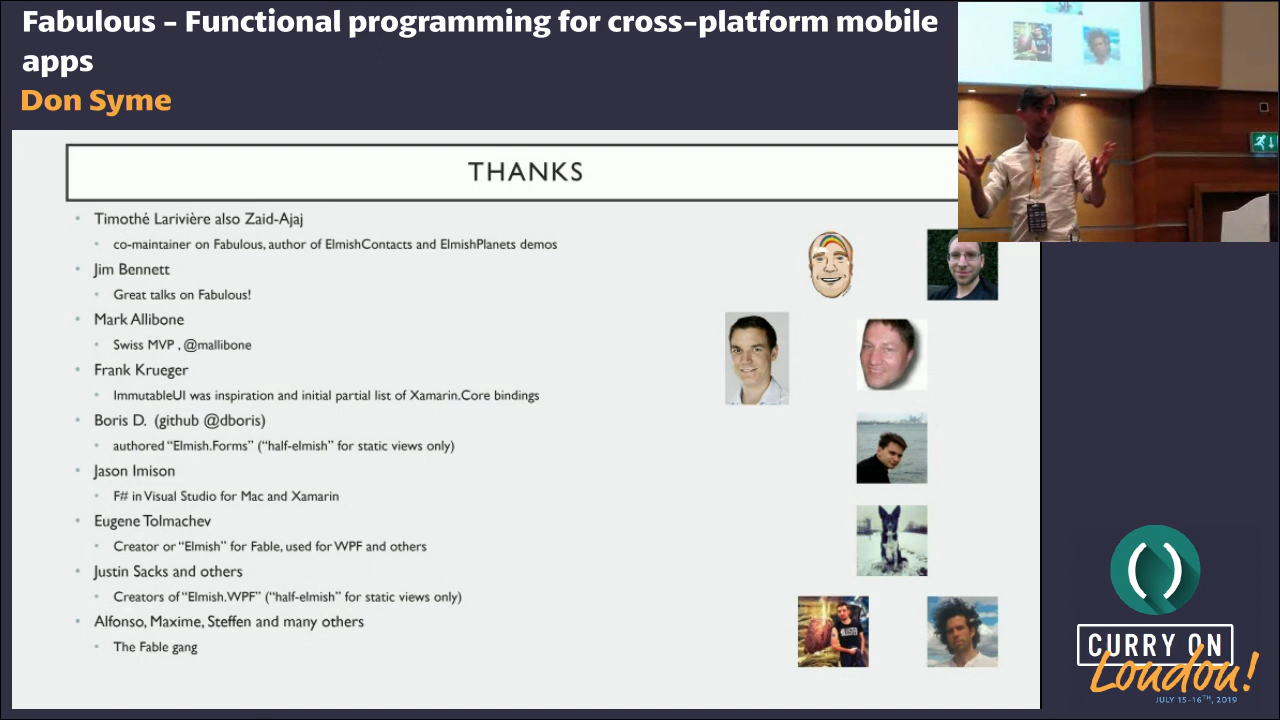 Fabulous - Functional programming for cross-platform mobile
apps
Don Syme
THANKS
• Timothé Larivière also Zaid-Ajaj
• co-maintainer on Fabulous, author of ElmishContacts and ElmishPlanets demos
• Jim Bennett
• Great talks on Fabulous!
• Mark Allibone
• Swiss MVP , @mallibone
• Frank Krueger
• ImmutableUI was inspiration and initial partial list of Xamarin.Core bindings
• Boris D. (github @dboris)
• authored “Elmish.Forms” (“half-elmish” for static views only)
• Jason Imison
• F# in Visual Studio for Mac and Xamarin
• Eugene Tolmachev
• Creator or “Elmish” for Fable, used for WPF and others
• Justin Sacks and others
• Creators of “Elmish.WPF” (“half-elmish” for static views only)
• Alfonso, Maxime, Steffen and many others
• The Fable gang
( )
CURRY ON
London!
JULY 15-16TH, 2019